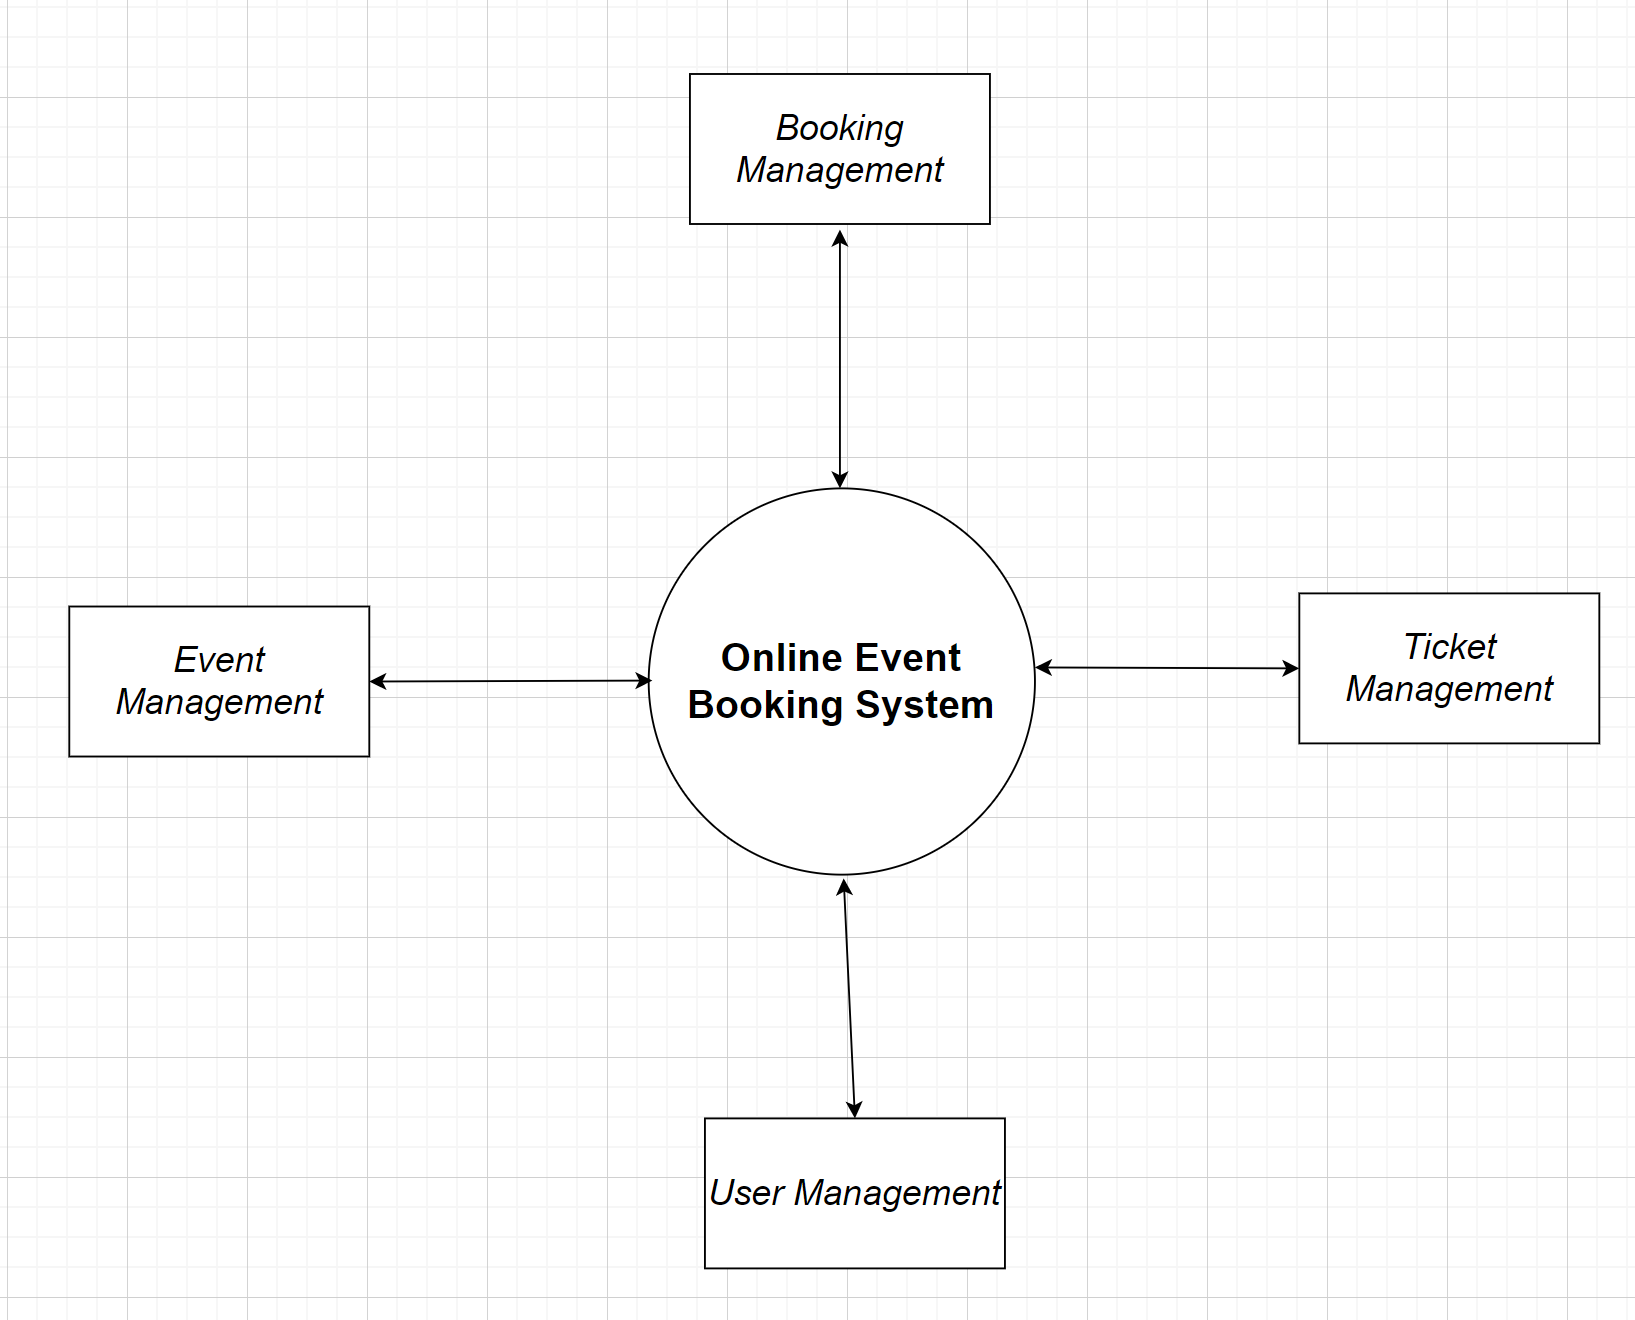 Booking
Management
Event
Management
Online Event
Booking System
Ticket
Management
User Management